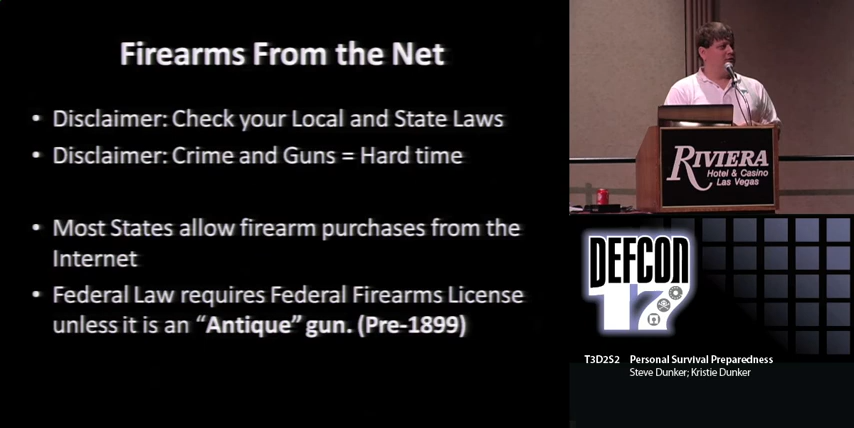 Firearms From the Net
• Disclaimer: Check your Local and State Laws
• Disclaimer: Crime and Guns = Hard time
• Most States allow firearm purchases from the
Internet
• Federal Law requires Federal Firearms License
unless it is an “Antique” gun. (Pre-1899)
RIVIERA
Hotel & Casino
Las Vegas
DEFCON
17
T3D2S2 Personal Survival Preparedness
Steve Dunker; Kristie Dunker